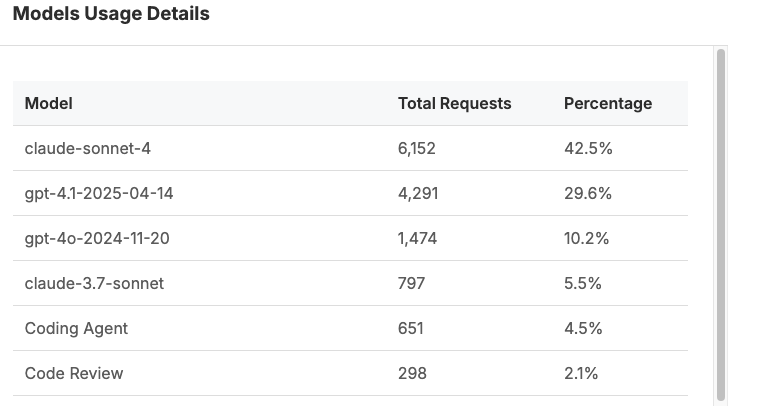 Models Usage Details
Model Total Requests Percentage
claude-sonnet-4 6,152 42.5%
gpt-4.1-2025-04-14 4,291 29.6%
gpt-4o-2024-11-20 1,474 10.2%
claude-3.7-sonnet 797 5.5%
Coding Agent 651 4.5%
Code Review 298 2.1%